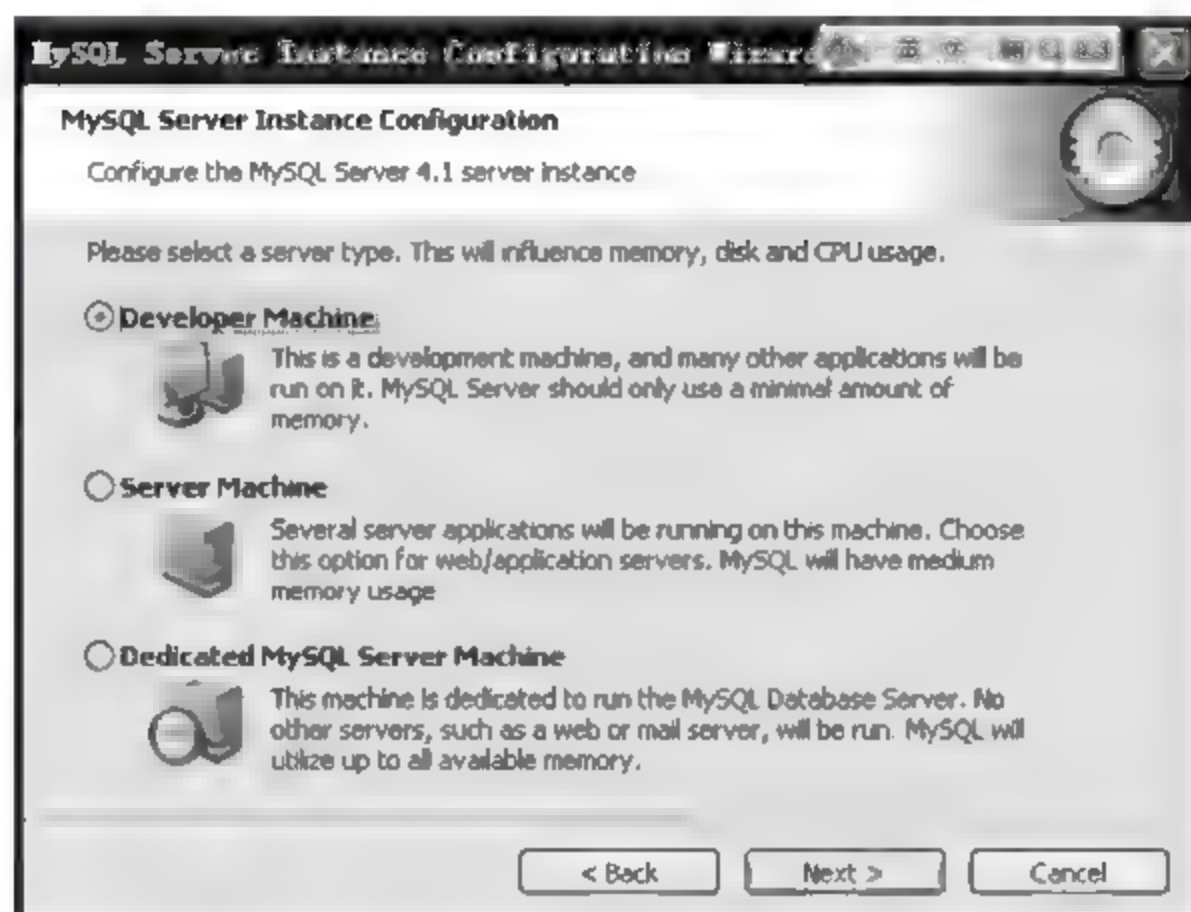 MySQL Server Instance Configuration Wizard
MySQL Server Instance Configuration
Configure the MySQL Server 4.1 server instance
Please select a server type. This will influence memory, disk and CPU usage.
Developer Machine
This is a development machine, and many other applications will be
run on it. MySQL Server should only use a minimal amount of
memory.
Server Machine
Several server applications will be running on this machine. Choose
this option for web/application servers. MySQL will have medium
memory usage
Dedicated MySQL Server Machine
This machine is dedicated to run the MySQL Database Server. No
other servers, such as a web or mail server, will be run. MySQL will
utilize up to all available memory.
< Back
Next >
Cancel